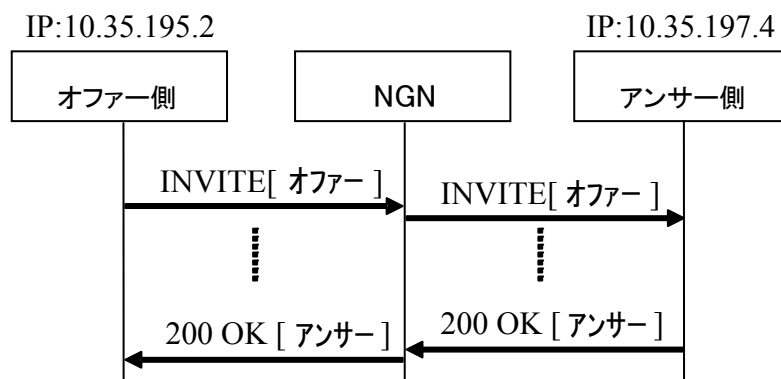 IP:10.35.195.2
IP:10.35.197.4
オファー側
NGN
アンサー側
INVITE[ オファー ]
INVITE[ オファー ]
200 OK [ アンサー ]
200 OK [ アンサー ]